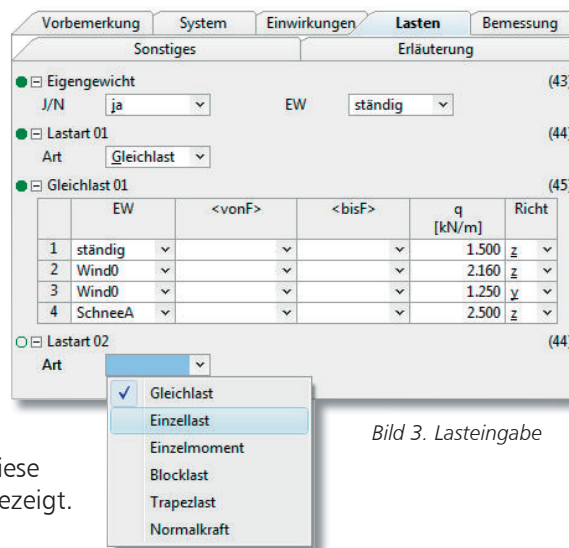 Vorbemerkung System Einwirkungen Lasten Bemessung
Sonstiges Erläuterung
Eigengewicht (43)
J/N ja EW ständig
Lastart 01 (44)
Art Gleichlast
Gleichlast 01 (45)
EW <vonF> <bisF> q [kN/m] Richt
1 ständig 1.500 z
2 Wind0 2.160 z
3 Wind0 1.250 y
4 SchneeA 2.500 z
Lastart 02 (44)
Art
Gleichlast
Einzellast
Einzelmoment
Blocklast
Trapezlast
Normalkraft
Bild 3. Lasteingabe
iese
ezeigt.